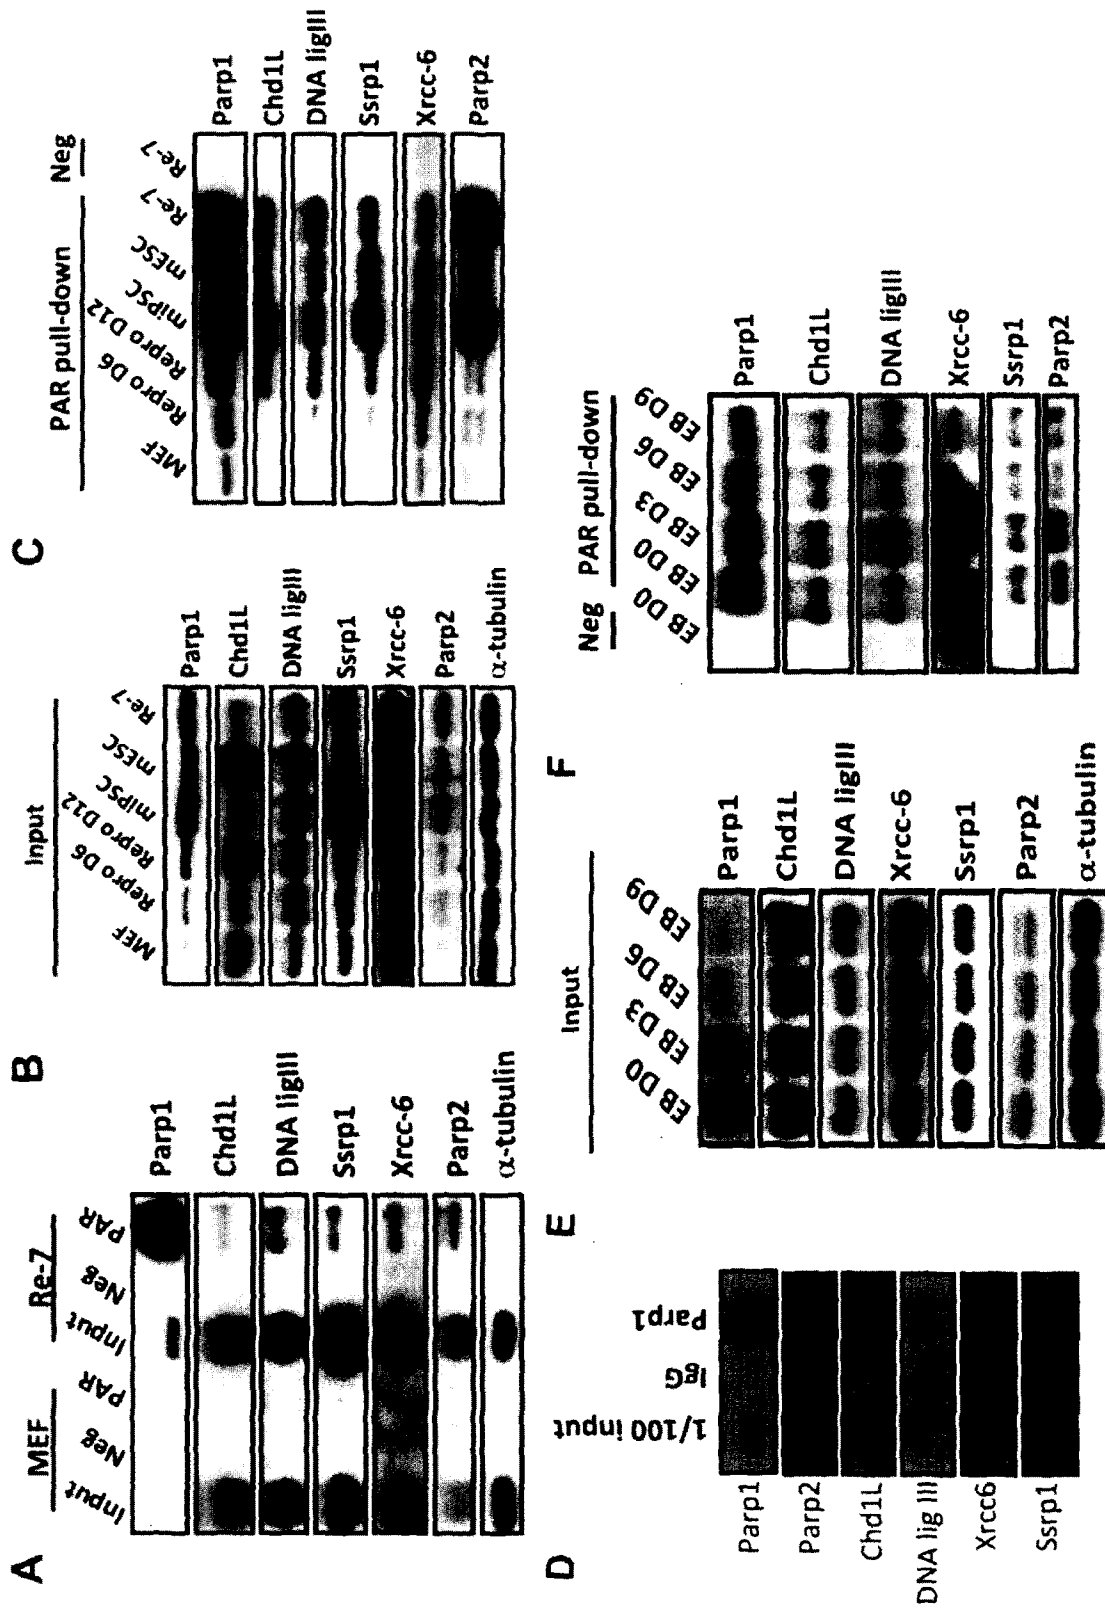 A
MEF
Re-7
Input
Neg
PAR
Input
Neg
PAR
Parp1
Chd1L
DNA ligIII
Ssrp1
Xrcc-6
Parp2
α-tubulin
B
Input
MEF
Repro D6
Repro D12
miPSC
mESC
Re-7
Parp1
Chd1L
DNA ligIII
Ssrp1
Xrcc-6
Parp2
α-tubulin
C
PAR pull-down
Neg
MEF
Repro D6
Repro D12
miPSC
mESC
Re-7
Re-7
Parp1
Chd1L
DNA ligIII
Ssrp1
Xrcc-6
Parp2
D
1/100 input
IgG
Parp1
Parp1
Parp2
Chd1L
DNA lig III
Xrcc6
Ssrp1
E
Input
EB D0
EB D3
EB D6
EB D9
Parp1
Chd1L
DNA ligIII
Xrcc-6
Ssrp1
Parp2
α-tubulin
F
Neg
PAR pull-down
EB D0
EB D0
EB D3
EB D6
EB D9
Parp1
Chd1L
DNA ligIII
Xrcc-6
Ssrp1
Parp2